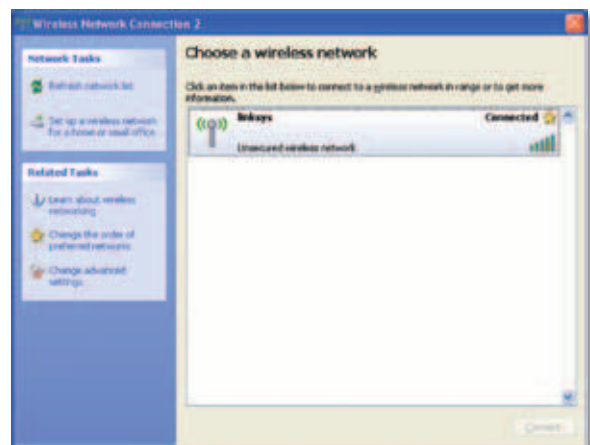 Wireless Network Connection 2
Network Tasks
Refresh network list
Set up a wireless network
for a home or small office
Related Tasks
Learn about wireless
networking
Change the order of
preferred networks
Change advanced
settings
Choose a wireless network
Click an item in the list below to connect to a wireless network in range or to get more
information.
linksys
Connected
Unsecured wireless network
Connect